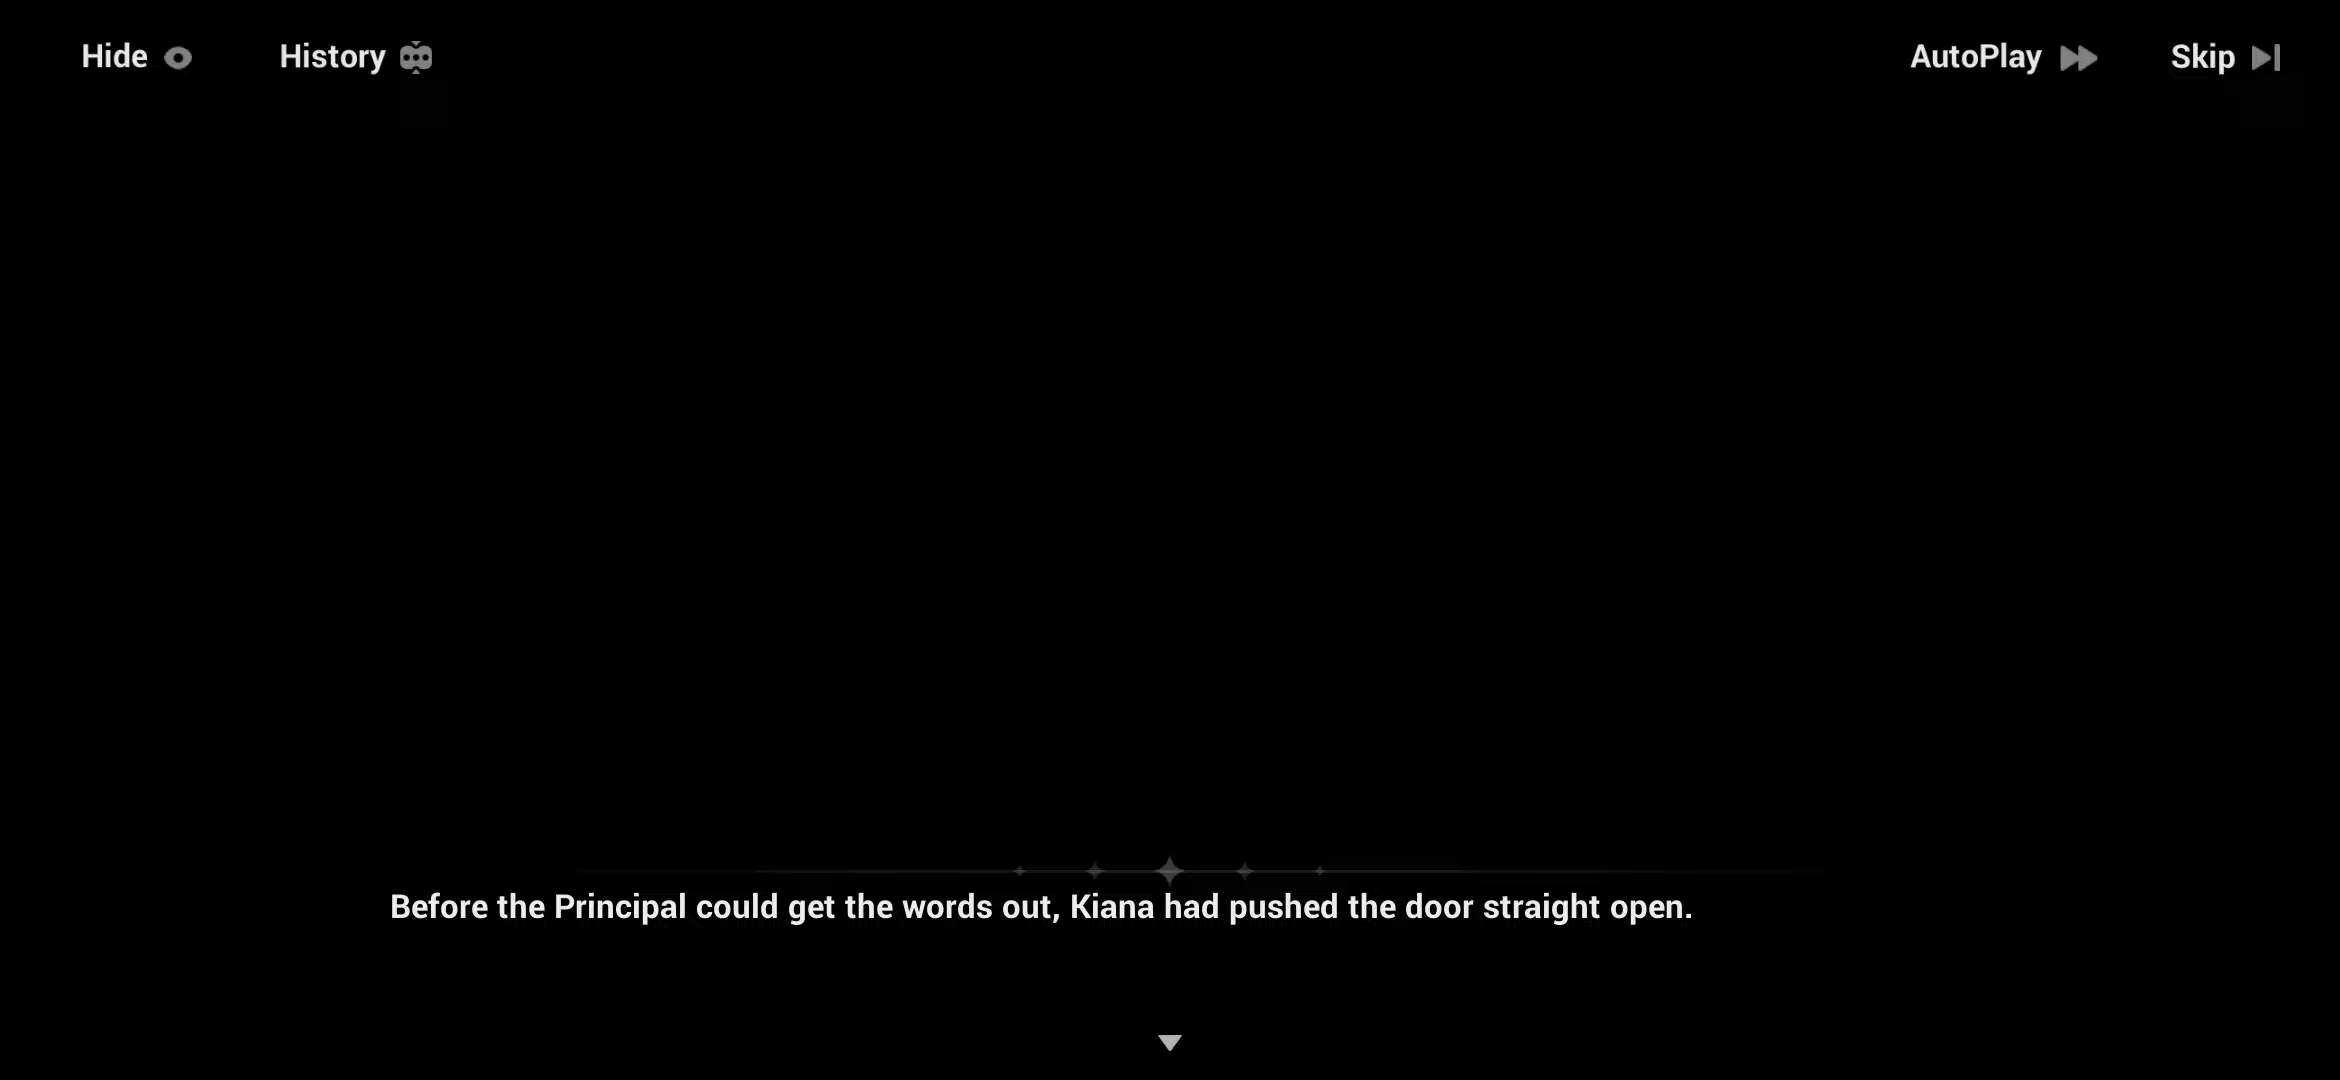 Hide
History
AutoPlay
Skip
Before the Principal could get the words out, Kiana had pushed the door straight open.